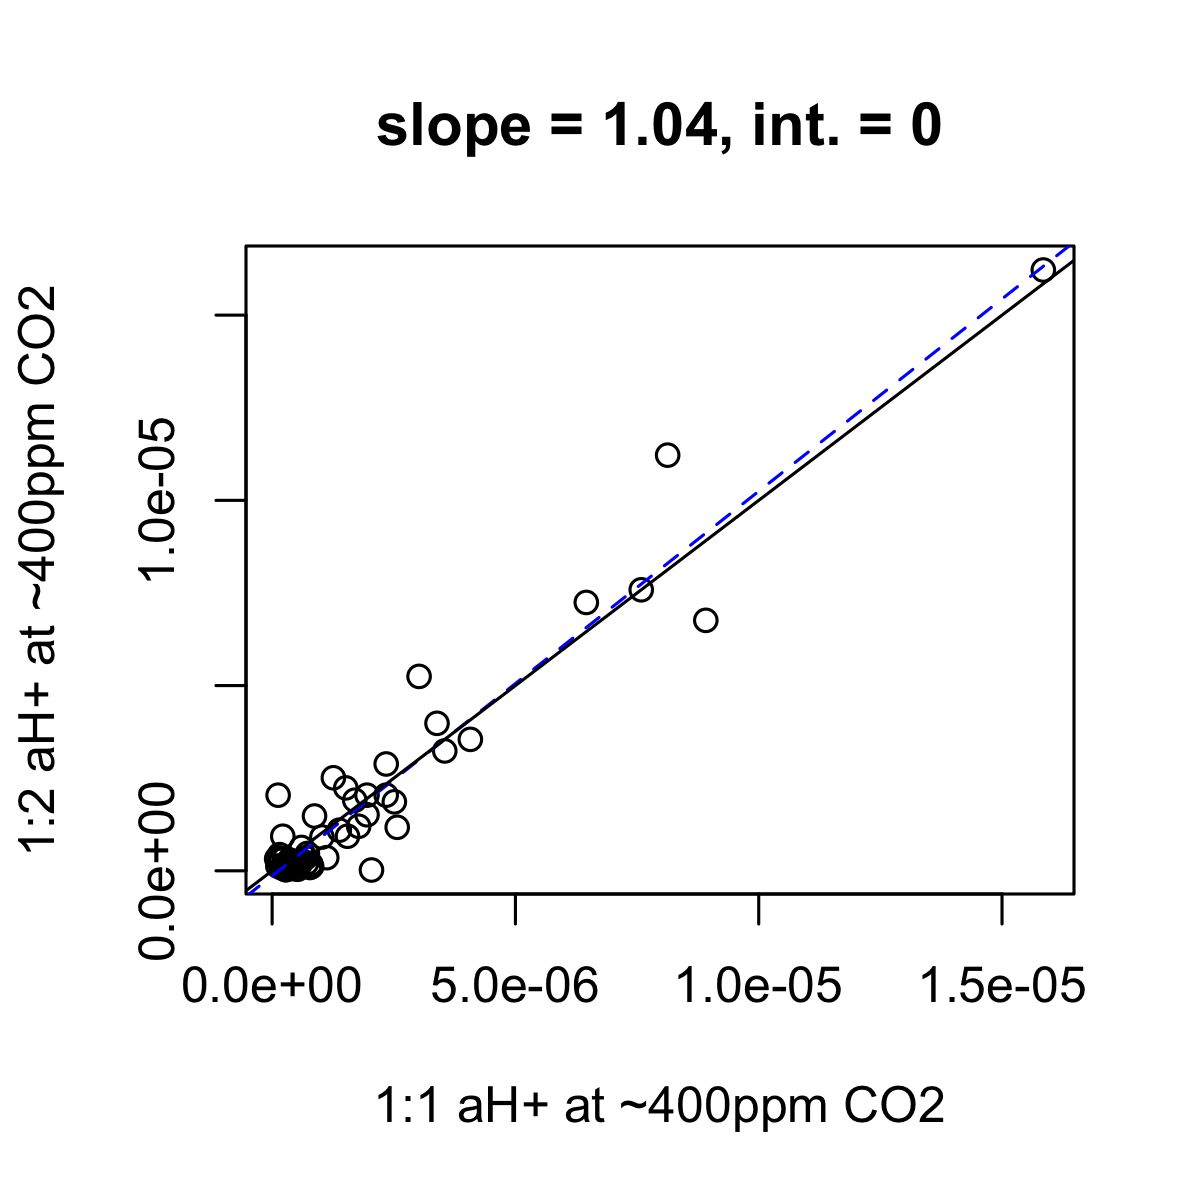 slope = 1.04, int. = 0
1:2 aH+ at ~400ppm CO2
1.0e-05
0.0e+00
0.0e+00
5.0e-06
1.0e-05
1.5e-05
1:1 aH+ at ~400ppm CO2